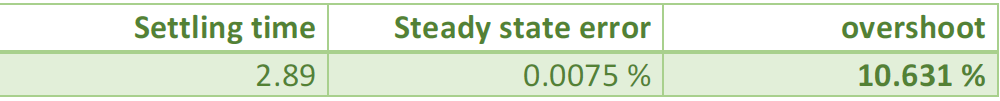 Settling time Steady state error overshoot
2.89 0.0075 % 10.631 %